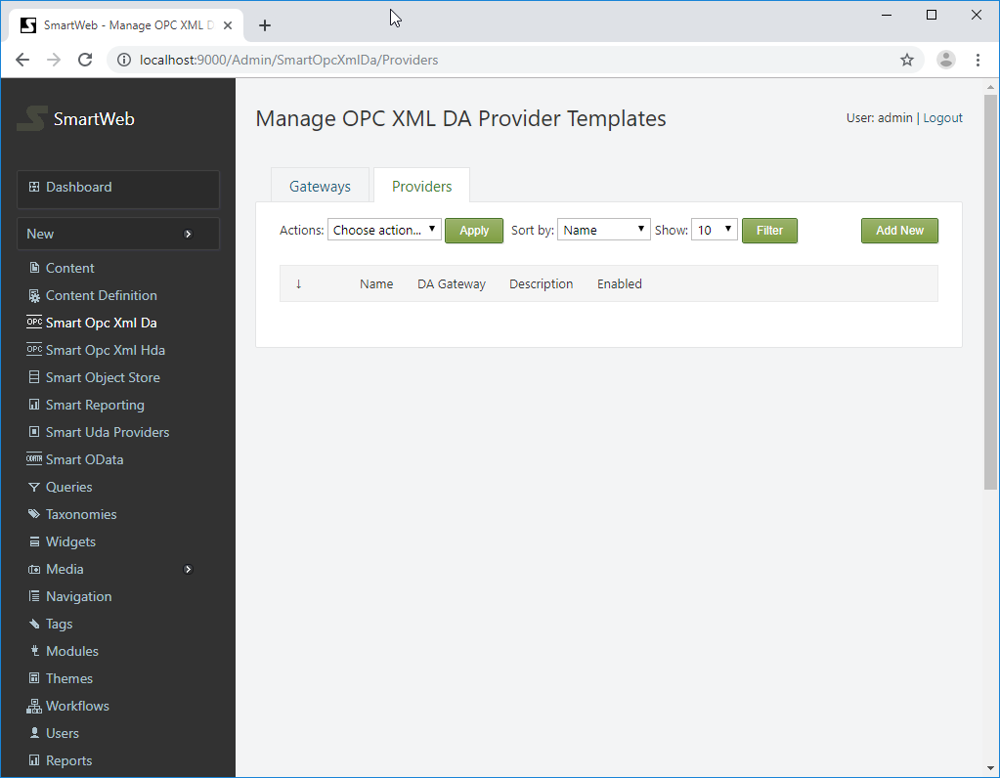 SmartWeb - Manage OPC XML D
localhost:9000/Admin/SmartOpcXmlDa/Providers
SmartWeb
Manage OPC XML DA Provider Templates
User: admin | Logout
Dashboard
New
Content
Content Definition
OPC Smart Opc Xml Da
OPC Smart Opc Xml Hda
Smart Object Store
Smart Reporting
Smart Uda Providers
ODATA Smart OData
Queries
Taxonomies
Widgets
Media
Navigation
Tags
Modules
Themes
Workflows
Users
Reports
Gateways Providers
Actions: Choose action... Apply Sort by: Name Show: 10 Filter Add New
↓ Name DA Gateway Description Enabled